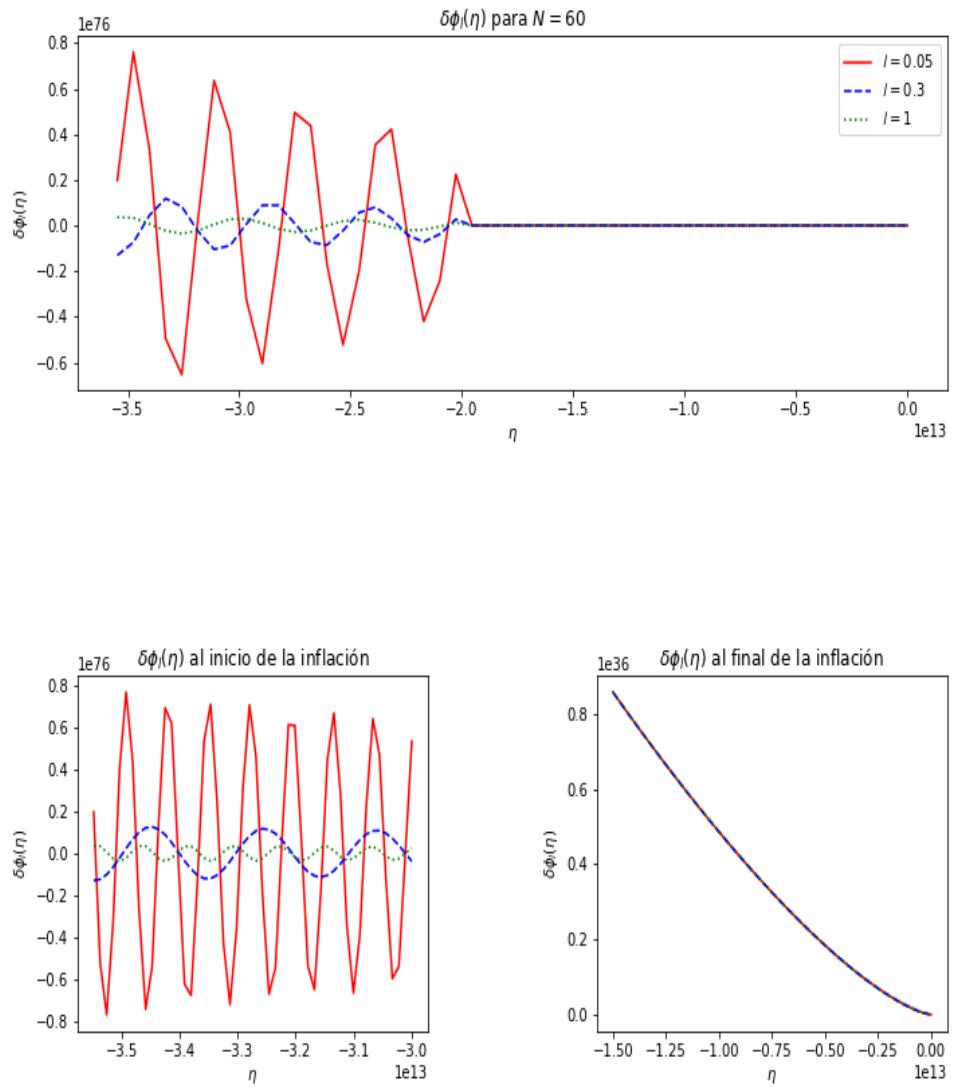 δϕₗ(η) para N = 60
1e76
0.8
0.6
0.4
0.2
0.0
−0.2
−0.4
−0.6
δϕₗ(η)
l = 0.05
l = 0.3
l = 1
−3.5 −3.0 −2.5 −2.0 −1.5 −1.0 −0.5 0.0
η
1e13
δϕₗ(η) al inicio de la inflación
1e76
0.8
0.6
0.4
0.2
0.0
−0.2
−0.4
−0.6
−0.8
δϕₗ(η)
−3.5 −3.4 −3.3 −3.2 −3.1 −3.0
η
1e13
δϕₗ(η) al final de la inflación
1e36
0.8
0.6
0.4
0.2
0.0
δϕₗ(η)
−1.50 −1.25 −1.00 −0.75 −0.50 −0.25 0.00
η
1e13